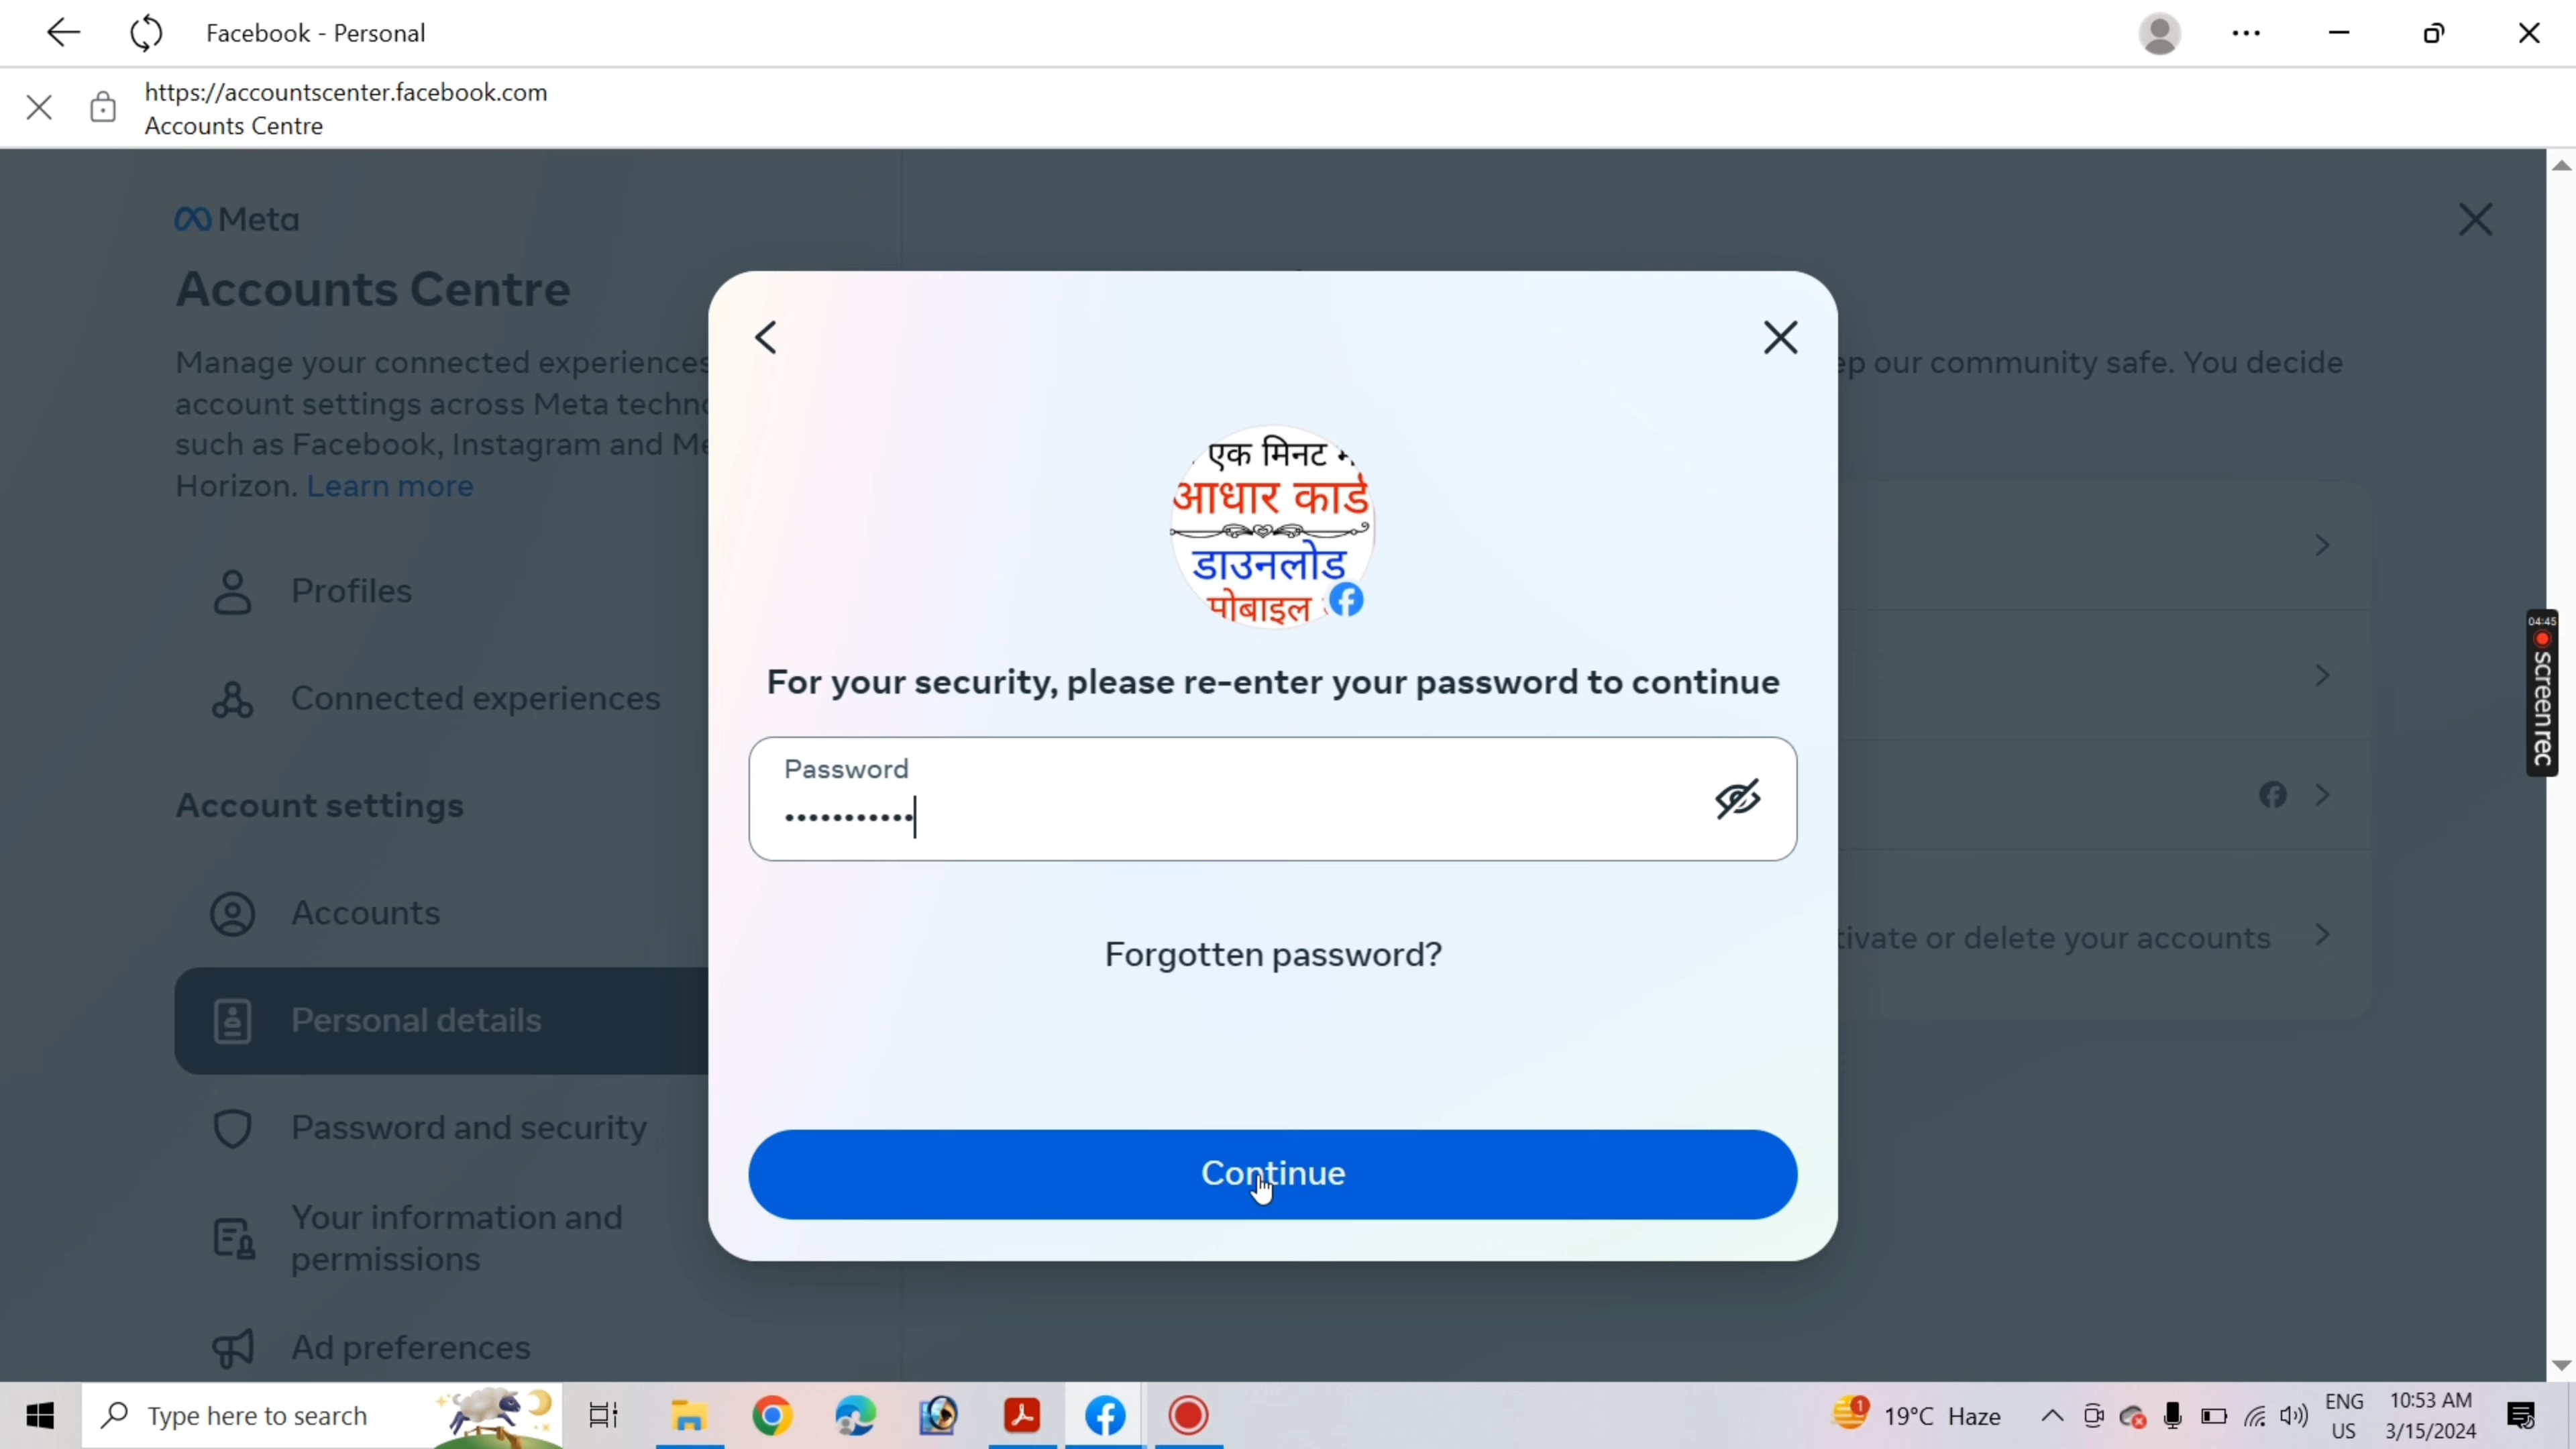 Facebook - Personal
https://accountscenter.facebook.com
Accounts Centre
Meta
Accounts Centre
Manage your connected experiences
account settings across Meta techno
such as Facebook, Instagram and Me
Horizon. Learn more
Profiles
Connected experiences
Account settings
Accounts
Personal details
Password and security
Your information and
permissions
Ad preferences
एक मिनट
आधार कार्ड
डाउनलोड
For your security, please re-enter your password to continue
Password
Forgotten password?
Continue
ep our community safe. You decide
tivate or delete your accounts
04:45
screenrec
Type here to search
1
19°C Haze
ENG
US
10:53 AM
3/15/2024